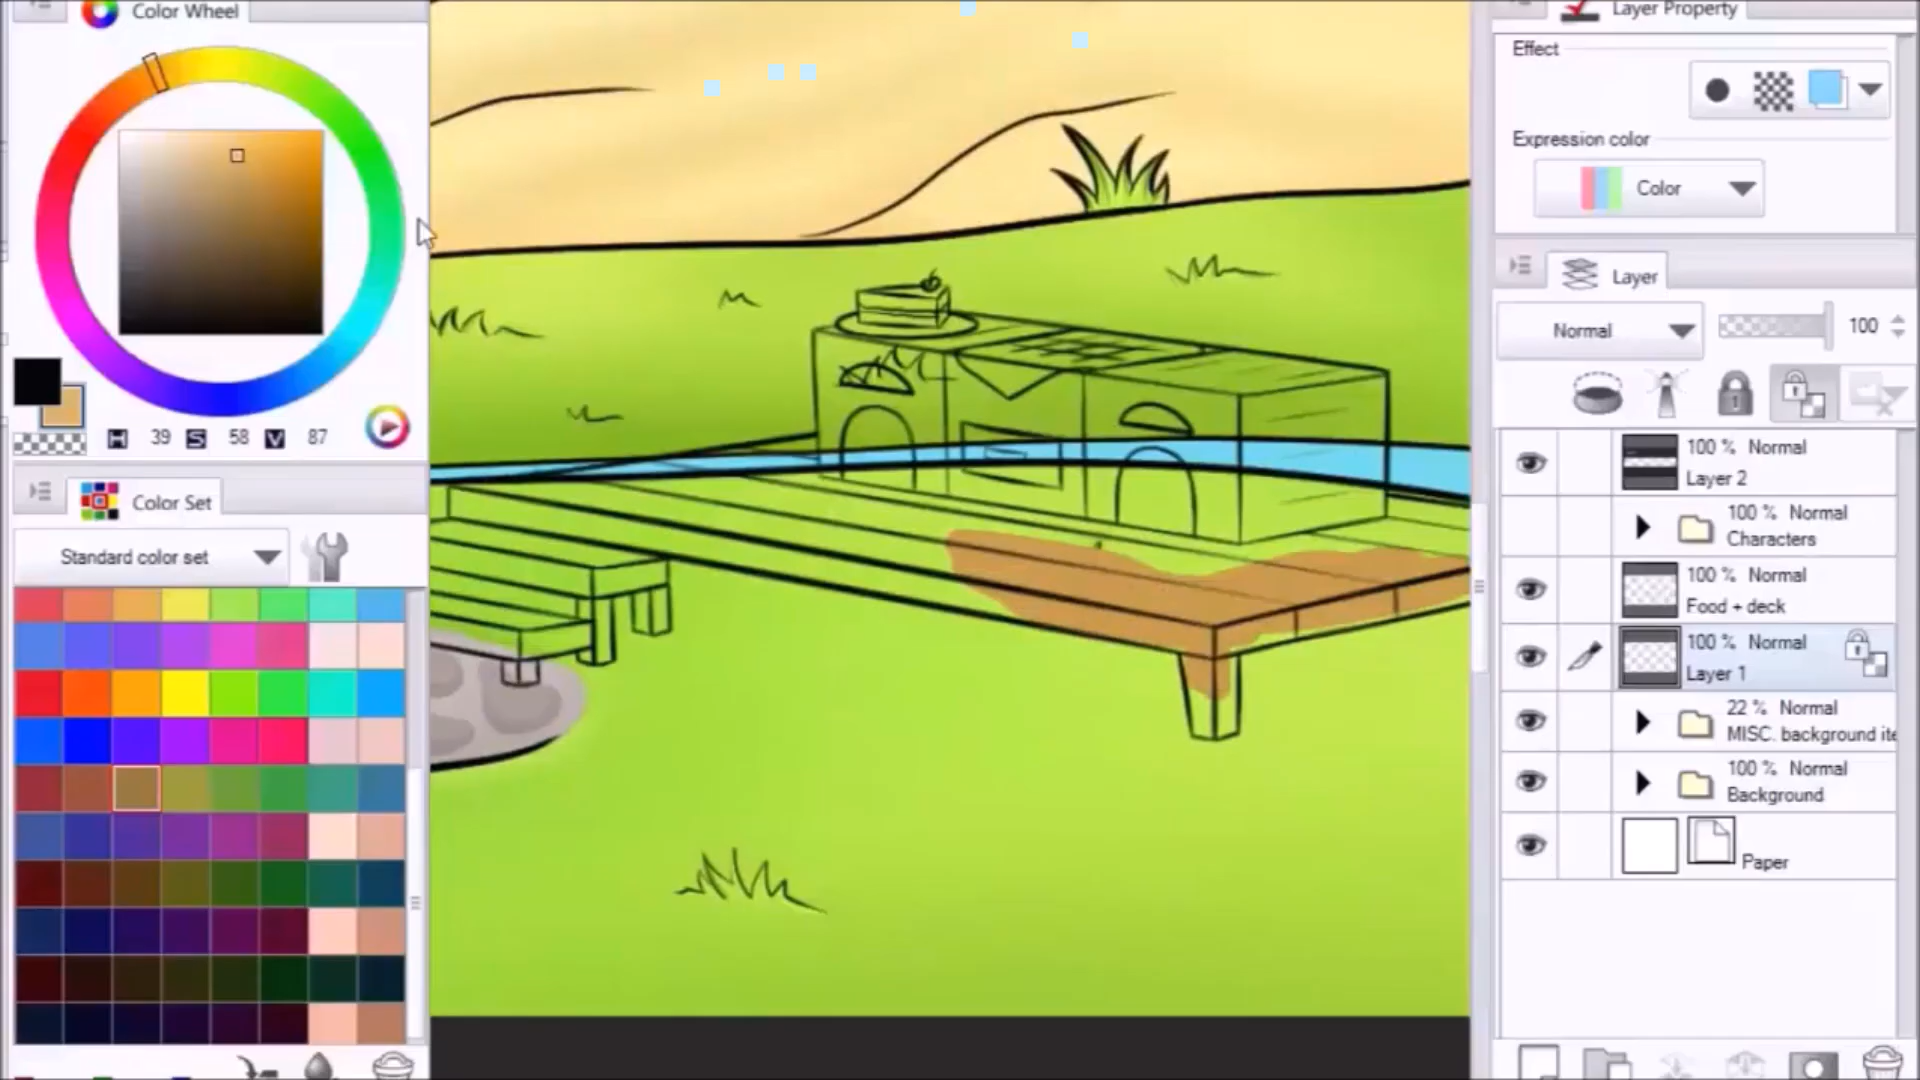 Color Wheel
H 39 S 58 V 87
Color Set
Standard color set
Layer Property
Effect
Expression color
Color
Layer
Normal 100
100 % Normal
Layer 2
100 % Normal
Characters
100 % Normal
Food + deck
100 % Normal
Layer 1
22 % Normal
MISC. background ite
100 % Normal
Background
Paper